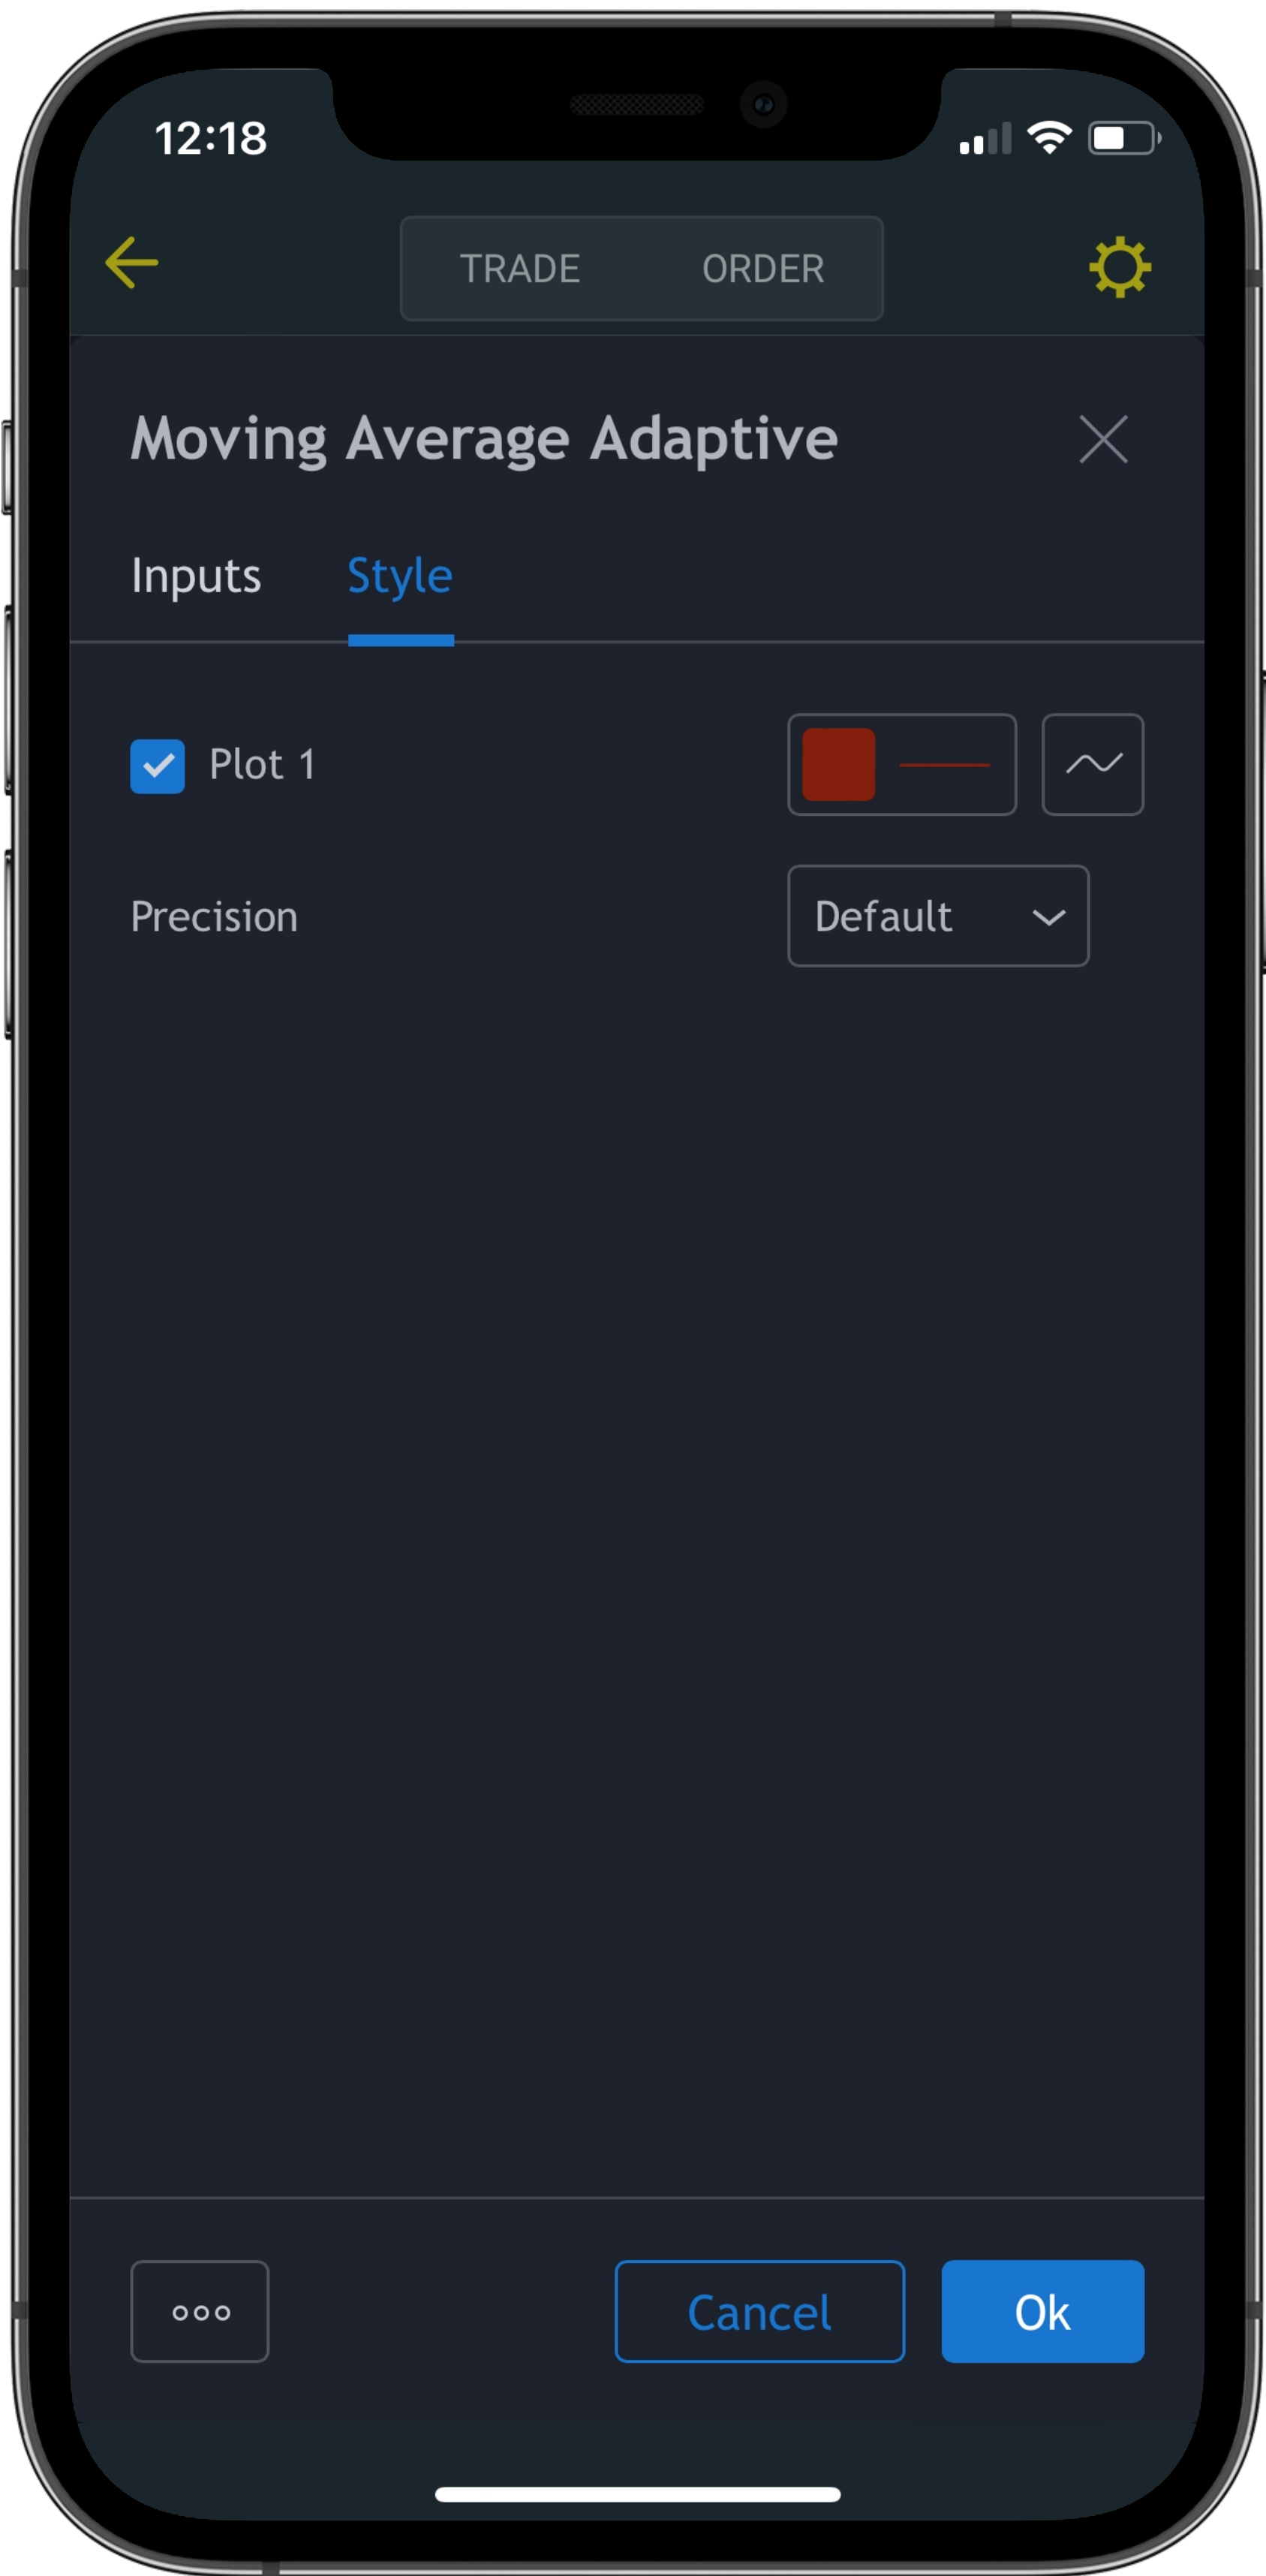 12:18
TRADE ORDER
Moving Average Adaptive
Inputs Style
Plot 1
Precision Default
Cancel Ok